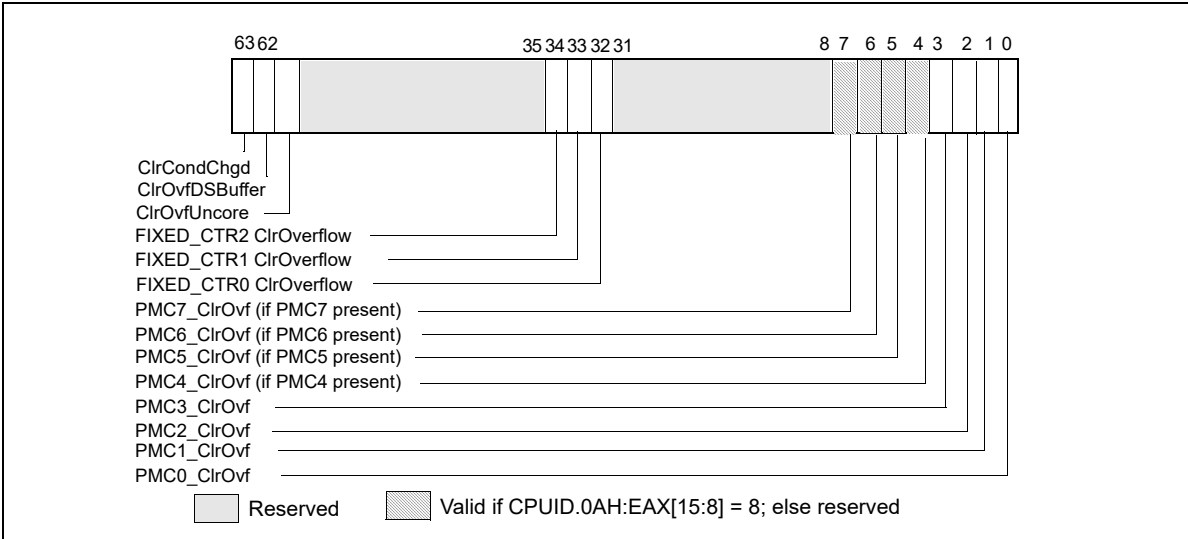 63 62 35 34 33 32 31 8 7 6 5 4 3 2 1 0
ClrCondChgd
ClrOvfDSBuffer
ClrOvfUncore
FIXED_CTR2 ClrOverflow
FIXED_CTR1 ClrOverflow
FIXED_CTR0 ClrOverflow
PMC7_ClrOvf (if PMC7 present)
PMC6_ClrOvf (if PMC6 present)
PMC5_ClrOvf (if PMC5 present)
PMC4_ClrOvf (if PMC4 present)
PMC3_ClrOvf
PMC2_ClrOvf
PMC1_ClrOvf
PMC0_ClrOvf
Reserved Valid if CPUID.0AH:EAX[15:8] = 8; else reserved